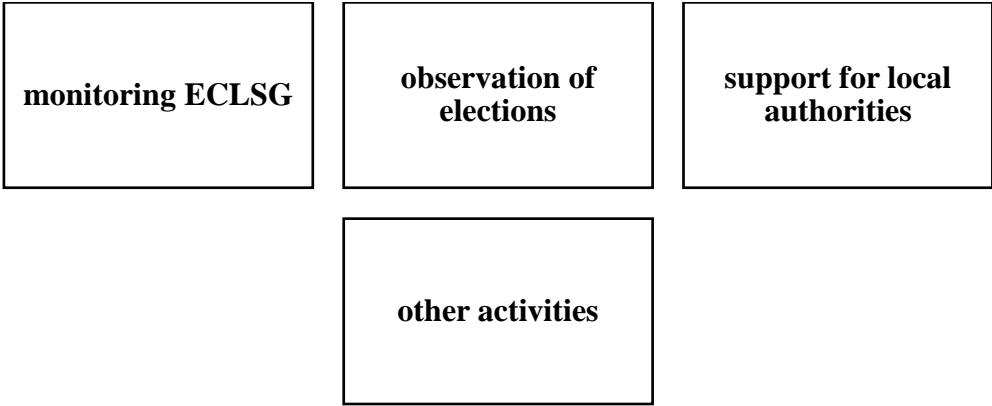 monitoring ECLSG
observation of
elections
support for local
authorities
other activities